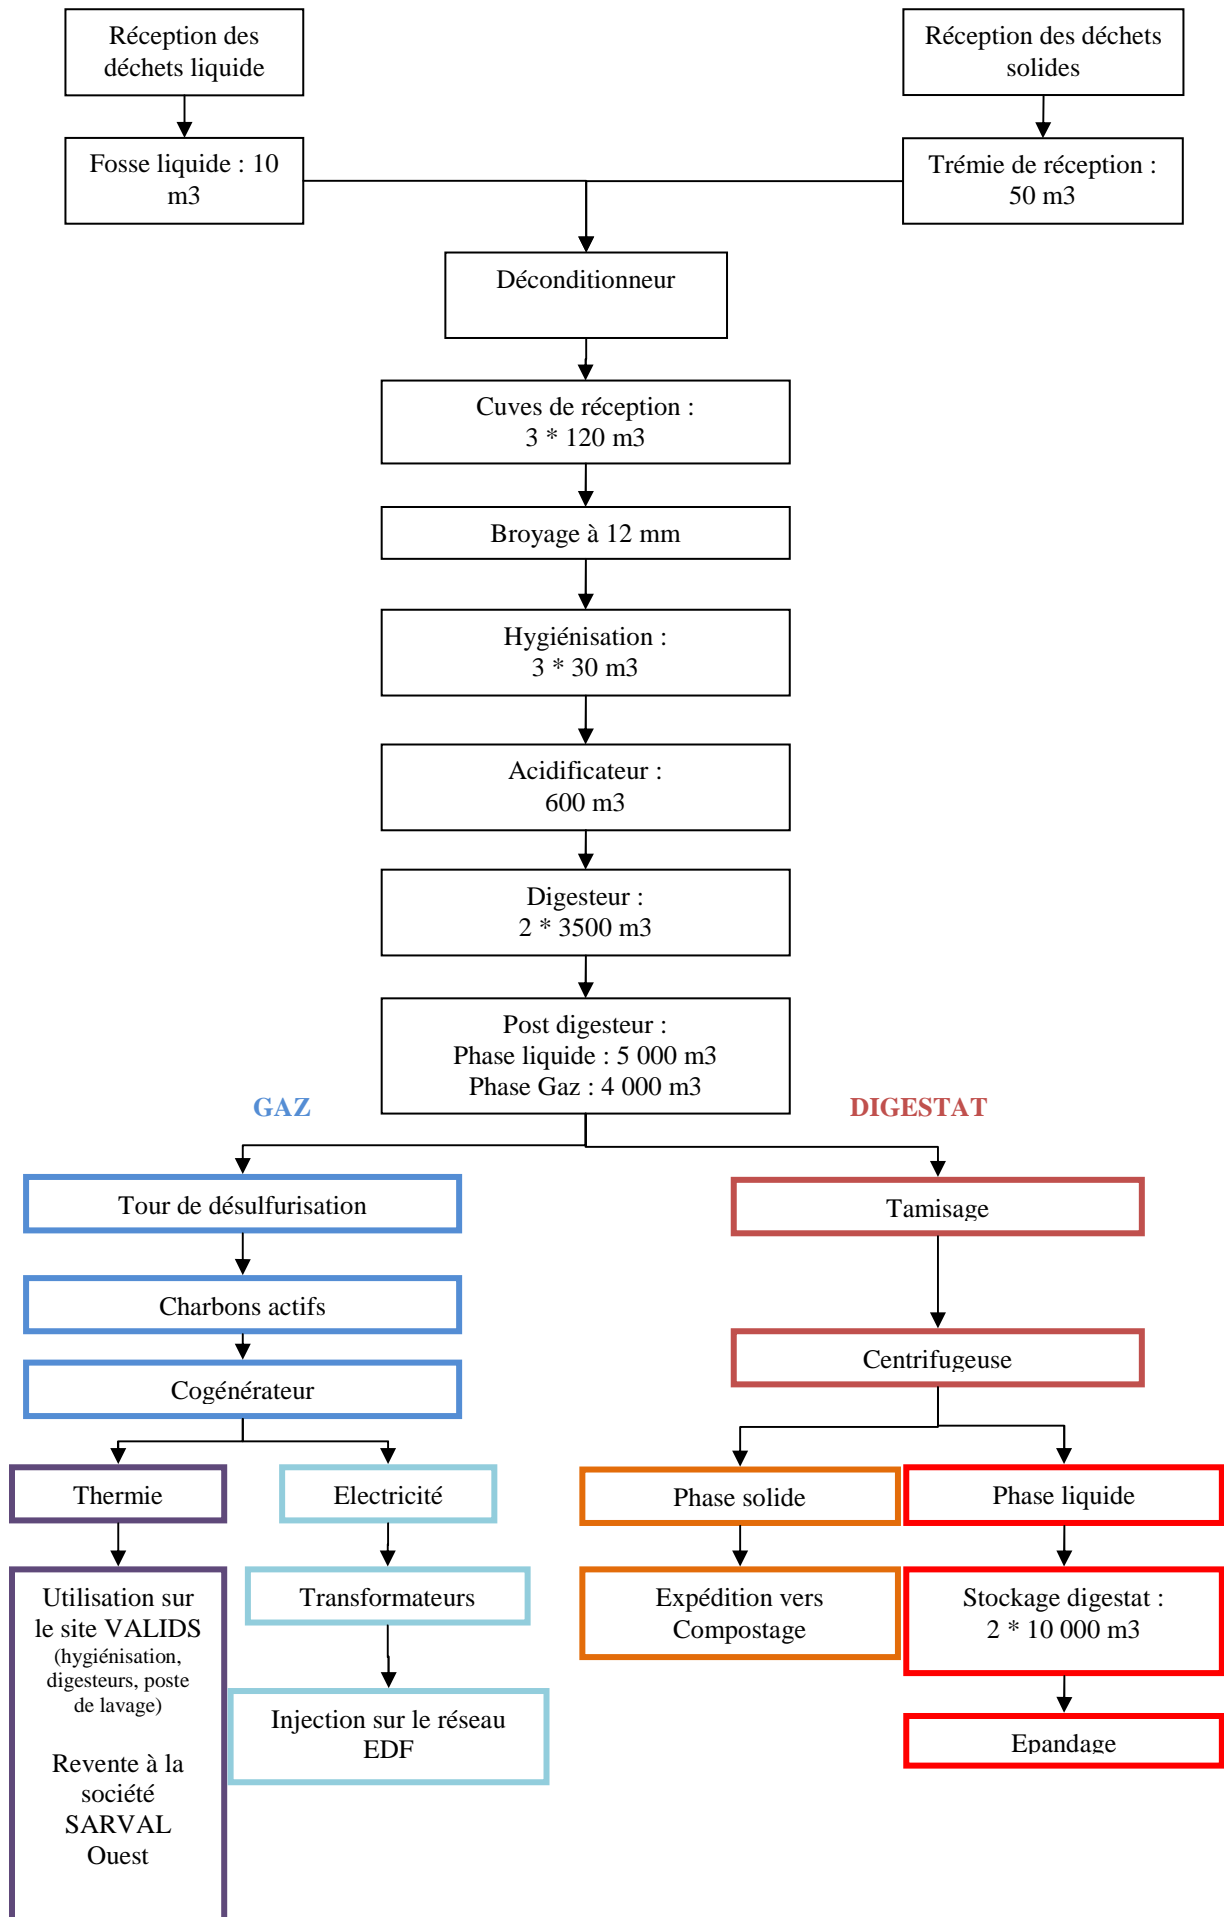 Réception des
déchets liquide
Réception des déchets
solides
Fosse liquide : 10
m3
Trémie de réception :
50 m3
Déconditionneur
Cuves de réception :
3 * 120 m3
Broyage à 12 mm
Hygiénisation :
3 * 30 m3
Acidificateur :
600 m3
Digesteur :
2 * 3500 m3
Post digesteur :
Phase liquide : 5 000 m3
Phase Gaz : 4 000 m3
GAZ
DIGESTAT
Tour de désulfurisation
Tamisage
Charbons actifs
Centrifugeuse
Cogénérateur
Thermie
Electricité
Phase solide
Phase liquide
Utilisation sur
le site VALIDS
(hygiénisation,
digesteurs, poste
de lavage)
Revente à la
société
SARVAL
Ouest
Transformateurs
Injection sur le réseau
EDF
Expédition vers
Compostage
Stockage digestat :
2 * 10 000 m3
Epandage